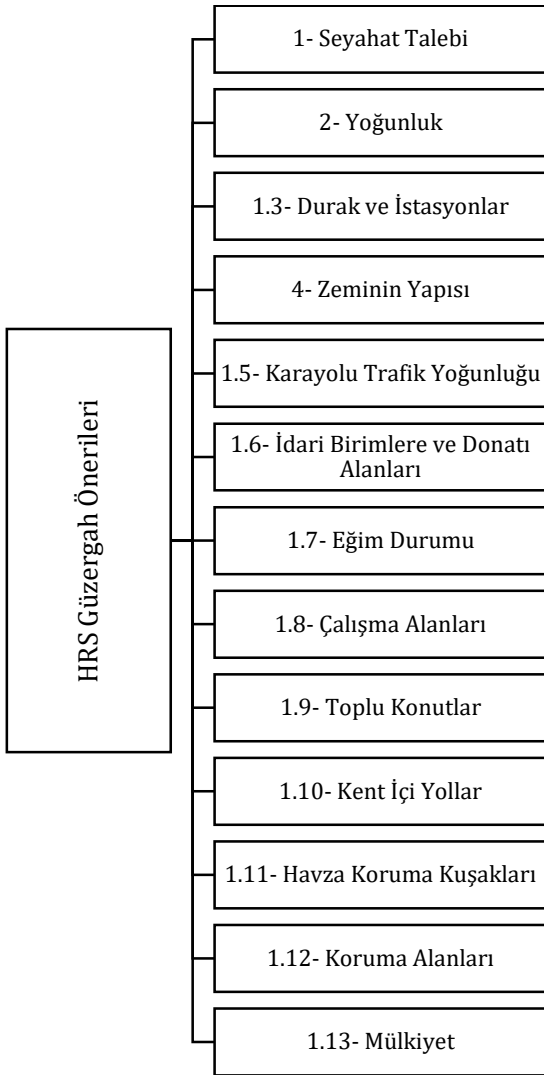 1- Seyahat Talebi
2- Yoğunluk
1.3- Durak ve İstasyonlar
4- Zeminin Yapısı
1.5- Karayolu Trafik Yoğunluğu
1.6- İdari Birimlere ve Donatı
Alanları
HRS Güzergah Önerileri
1.7- Eğim Durumu
1.8- Çalışma Alanları
1.9- Toplu Konutlar
1.10- Kent İçi Yollar
1.11- Havza Koruma Kuşakları
1.12- Koruma Alanları
1.13- Mülkiyet